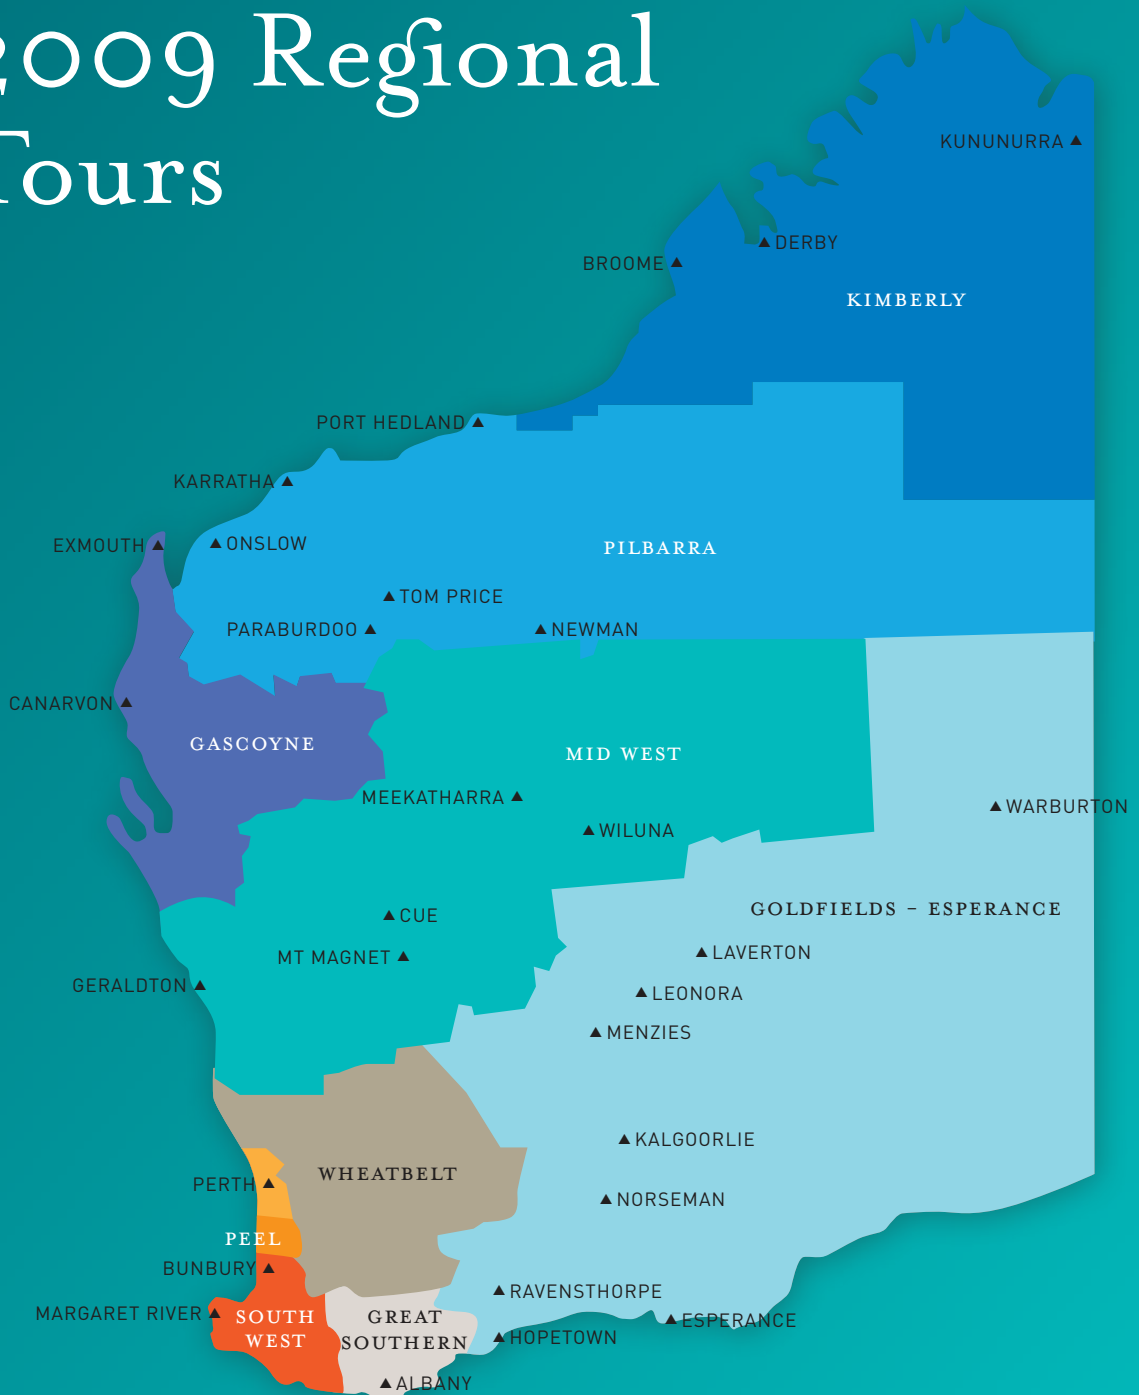 2009 Regional
Tours
KUNUNURRA
DERBY
BROOME
KIMBERLY
PORT HEDLAND
KARRATHA
EXMOUTH
ONSLOW
PILBARRA
TOM PRICE
PARABURDOO
NEWMAN
CANARVON
GASCOYNE
MID WEST
MEEKATHARRA
WARBURTON
WILUNA
GOLDFIELDS – ESPERANCE
CUE
LAVERTON
MT MAGNET
GERALDTON
LEONORA
MENZIES
KALGOORLIE
WHEATBELT
PERTH
NORSEMAN
PEEL
BUNBURY
RAVENSTHORPE
MARGARET RIVER
SOUTH
WEST
GREAT
SOUTHERN
ESPERANCE
HOPETOWN
ALBANY